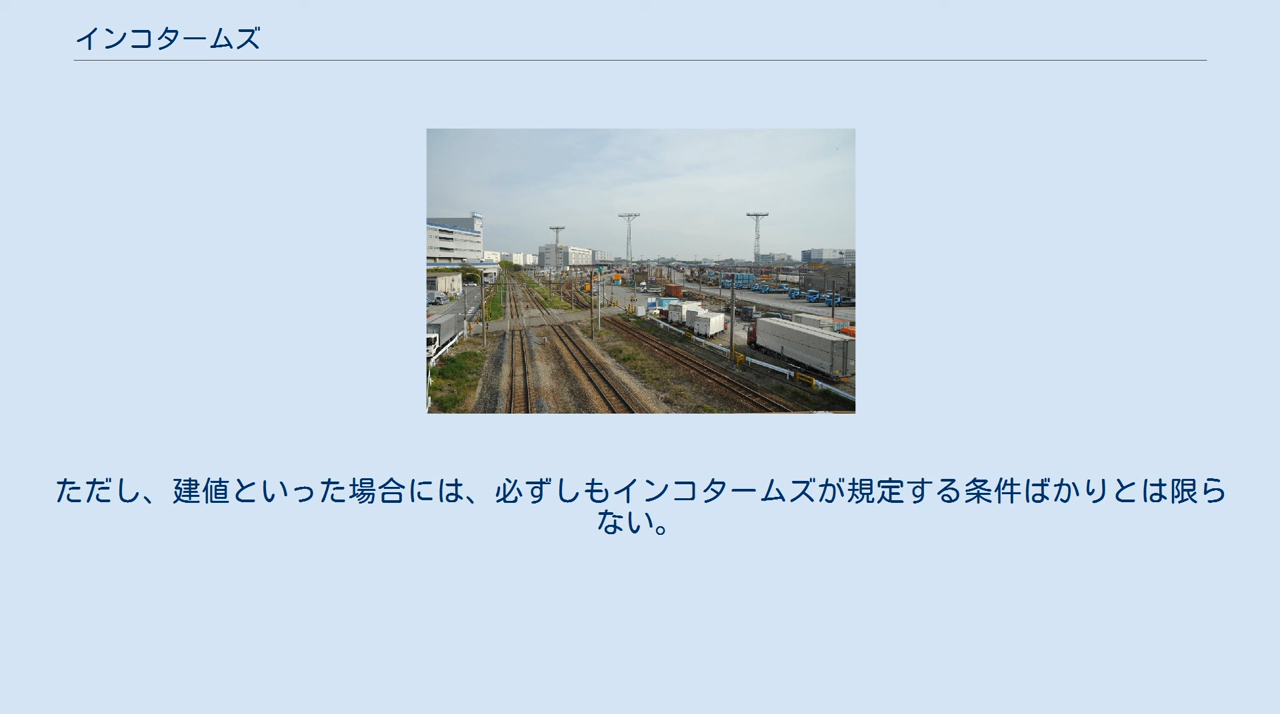 インコタームズ
ただし、建値といった場合には、必ずしもインコタームズが規定する条件ばかりとは限ら
ない。